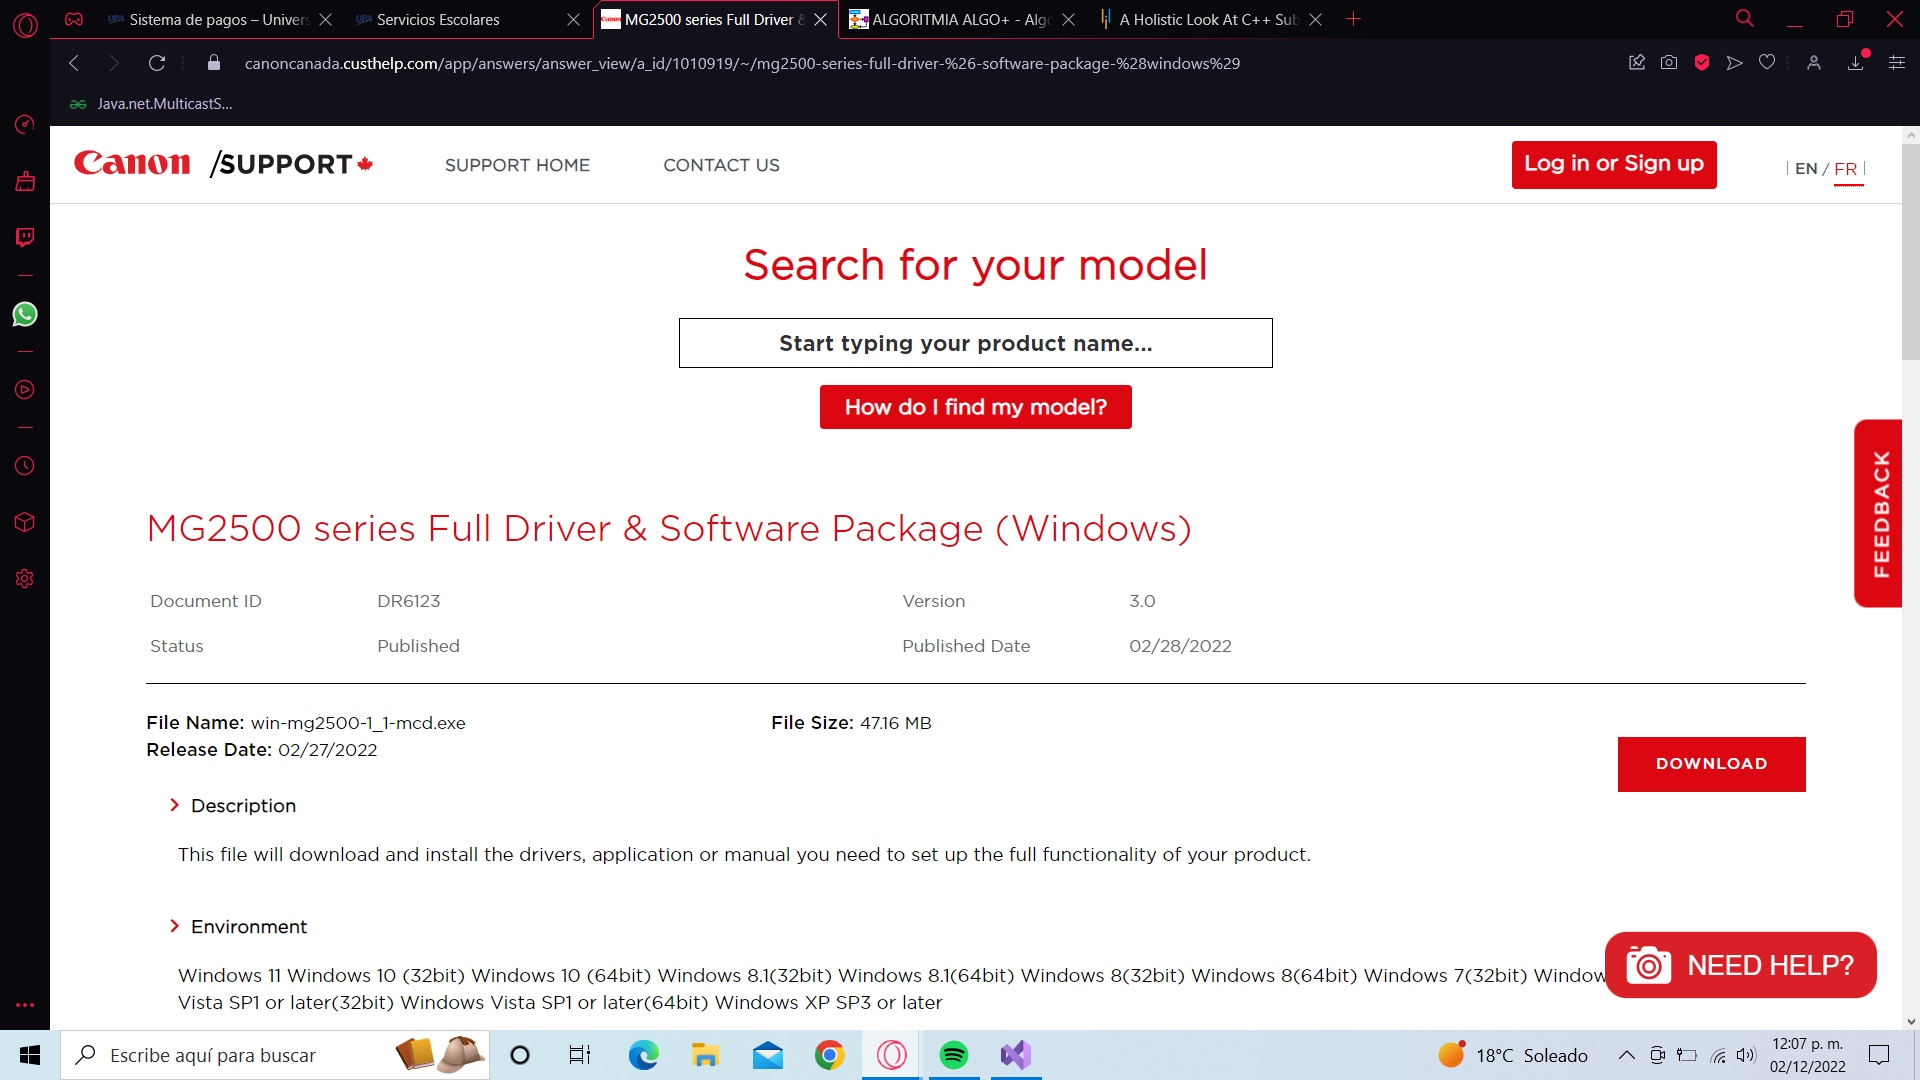 Sistema de pagos – Univers
Servicios Escolares
MG2500 series Full Driver &
ALGORITMIA ALGO+ - Algo
A Holistic Look At C++ Sub
canoncanada.custhelp.com/app/answers/answer_view/a_id/1010919/~/mg2500-series-full-driver-%26-software-package-%28windows%29
Java.net.MulticastS...
Canon /SUPPORT
SUPPORT HOME
CONTACT US
Log in or Sign up
EN / FR
Search for your model
Start typing your product name...
How do I find my model?
FEEDBACK
MG2500 series Full Driver & Software Package (Windows)
Document ID DR6123 Version 3.0
Status Published Published Date 02/28/2022
File Name: win-mg2500-1_1-mcd.exe File Size: 47.16 MB
Release Date: 02/27/2022
DOWNLOAD
Description
This file will download and install the drivers, application or manual you need to set up the full functionality of your product.
Environment
Windows 11 Windows 10 (32bit) Windows 10 (64bit) Windows 8.1(32bit) Windows 8.1(64bit) Windows 8(32bit) Windows 8(64bit) Windows 7(32bit) Window
Vista SP1 or later(32bit) Windows Vista SP1 or later(64bit) Windows XP SP3 or later
NEED HELP?
Escribe aquí para buscar
18°C Soleado
12:07 p. m.
02/12/2022